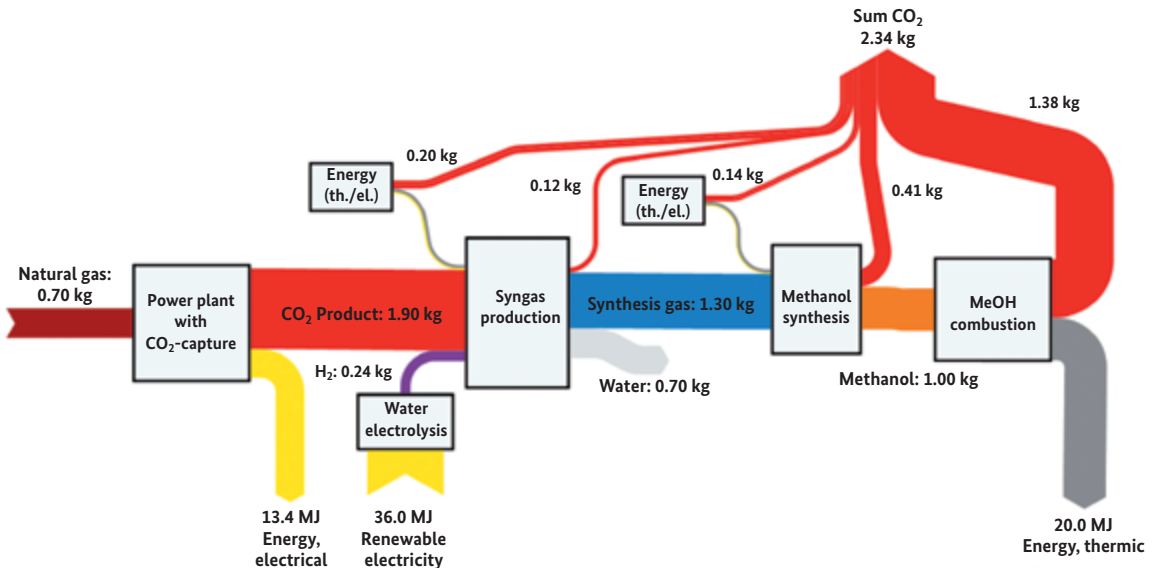 Sum CO₂
2.34 kg
1.38 kg
0.20 kg
0.12 kg
0.14 kg
0.41 kg
Energy
(th./el.)
Energy
(th./el.)
Natural gas:
0.70 kg
Power plant
with
CO₂-capture
CO₂ Product: 1.90 kg
Syngas
production
Synthesis gas: 1.30 kg
Methanol
synthesis
MeOH
combustion
H₂: 0.24 kg
Water: 0.70 kg
Methanol: 1.00 kg
Water
electrolysis
13.4 MJ
Energy,
electrical
36.0 MJ
Renewable
electricity
20.0 MJ
Energy, thermic